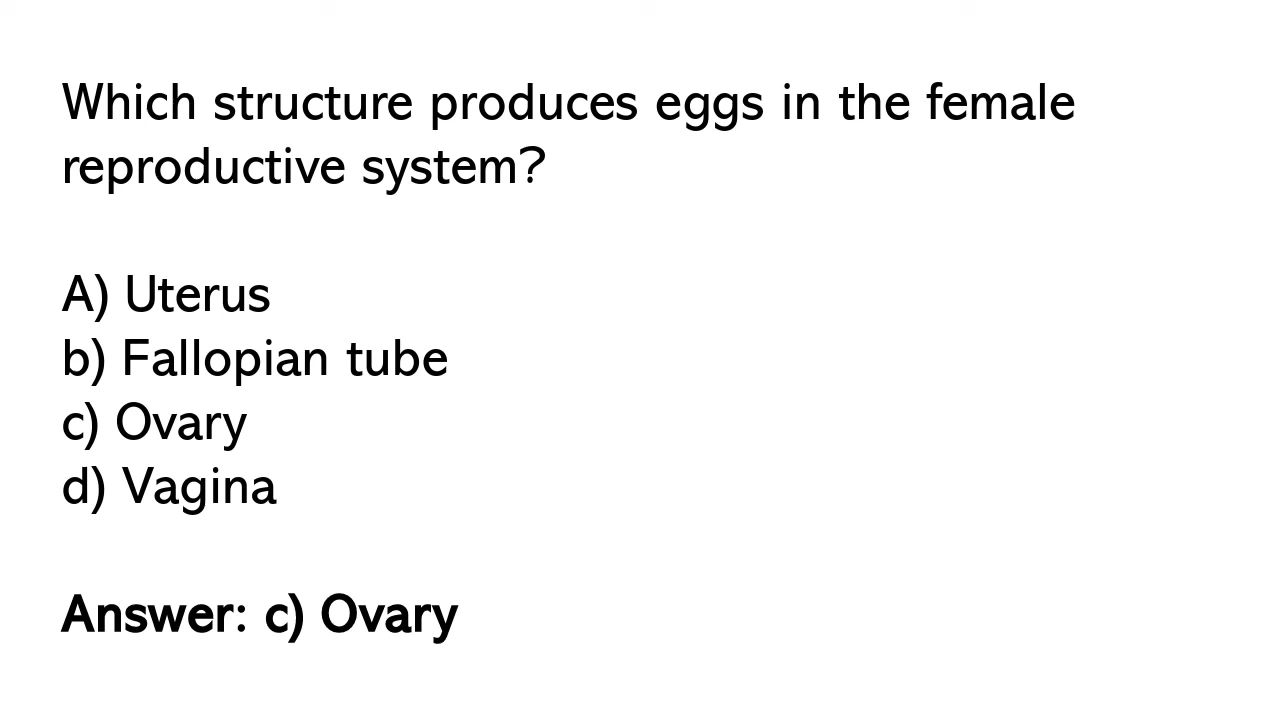 Which structure produces eggs in the female
reproductive system?
A) Uterus
b) Fallopian tube
c) Ovary
d) Vagina
Answer: c) Ovary